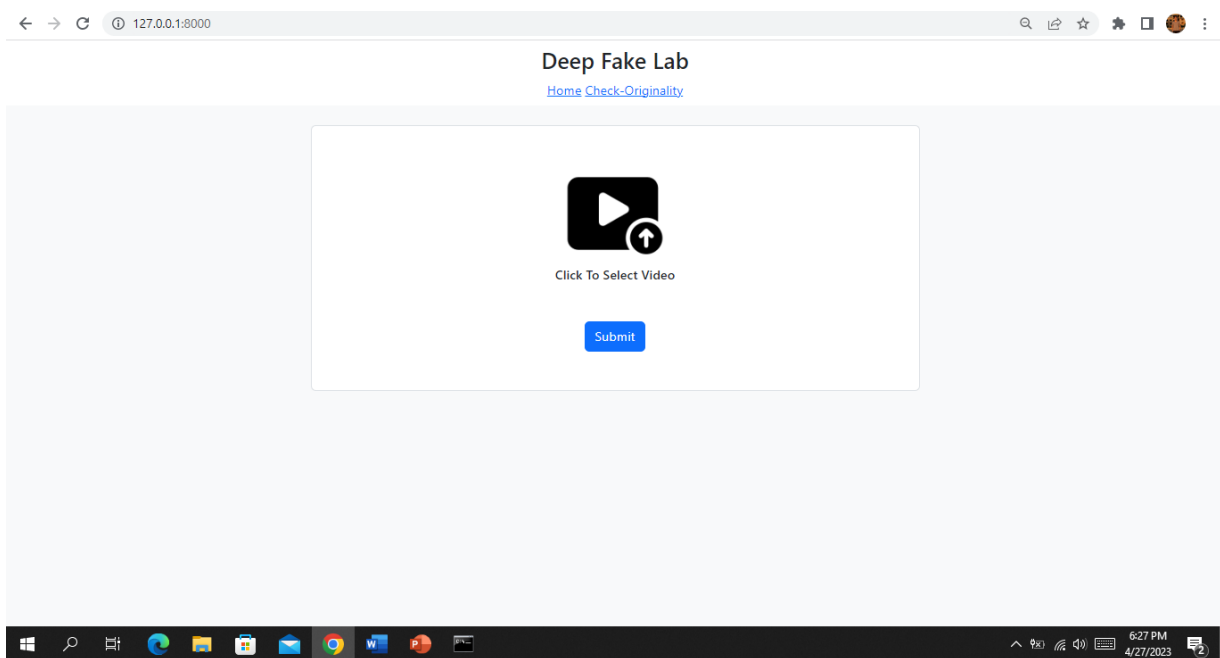 127.0.0.1:8000
Deep Fake Lab
Home Check-Originality
Click To Select Video
Submit
6:27 PM
4/27/2023
2